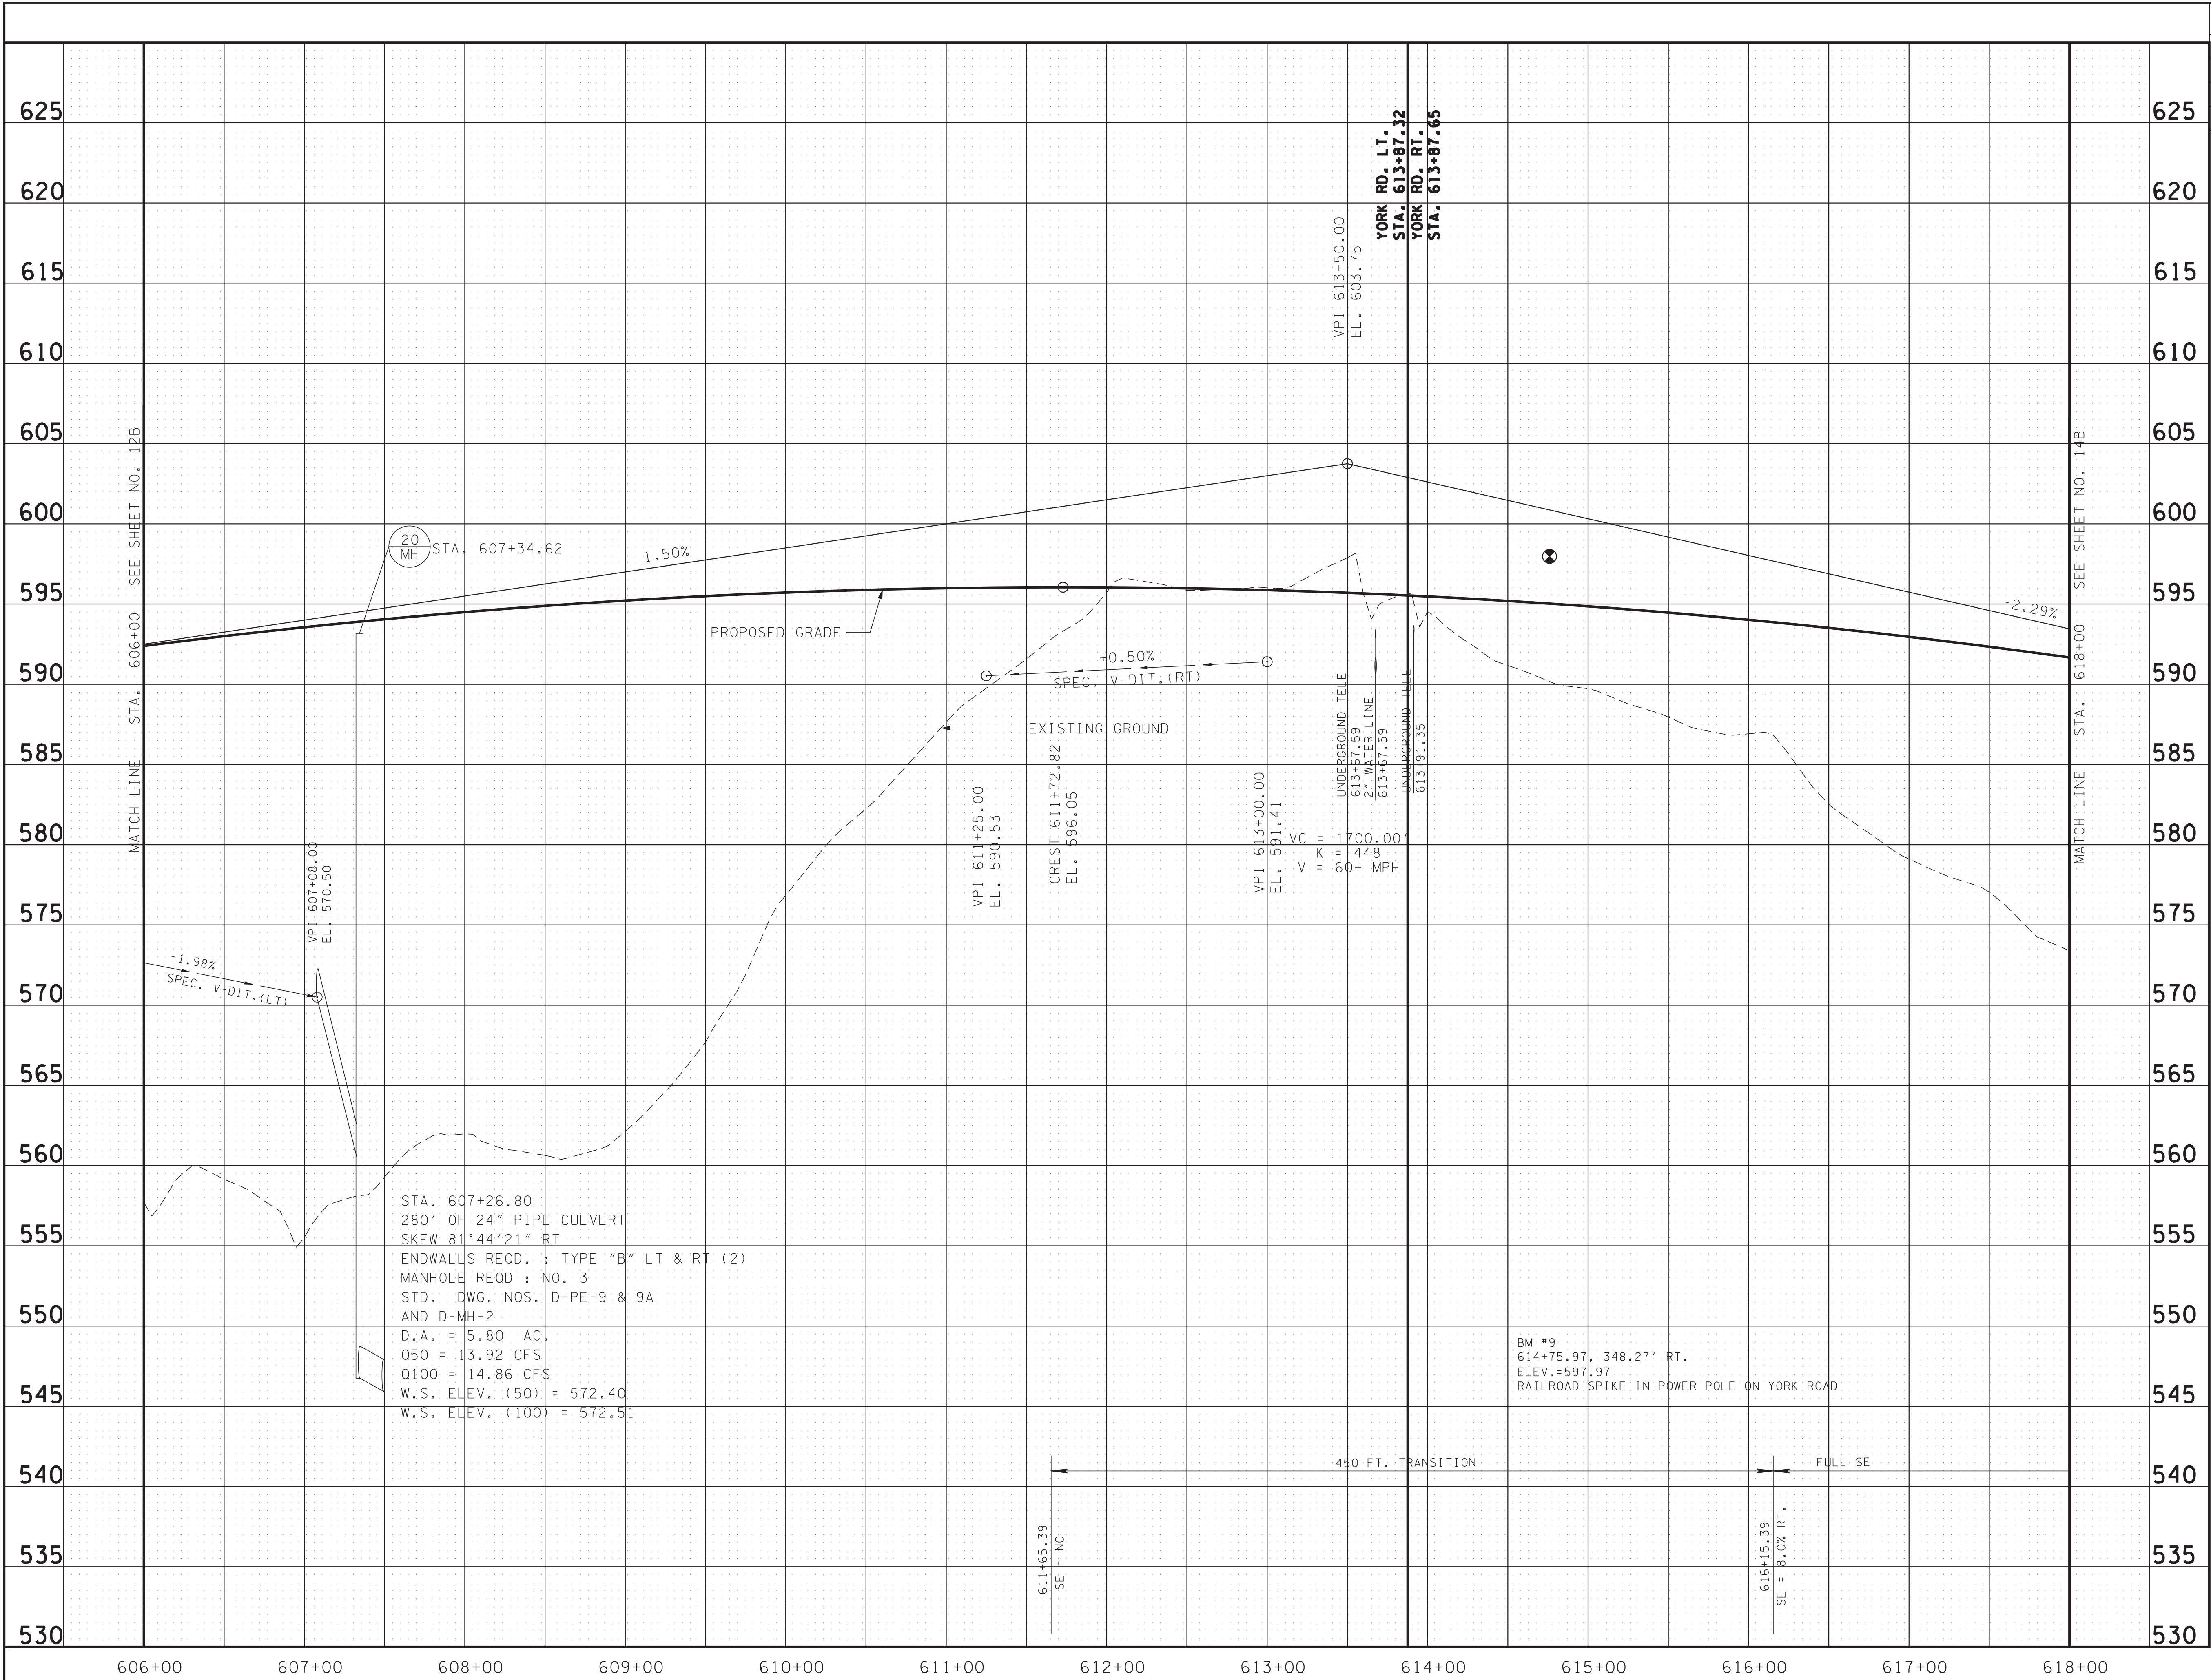 625
620
615
610
605
600
595
590
585
580
575
570
565
560
555
550
545
540
535
530
625
620
615
610
605
600
595
590
585
580
575
570
565
560
555
550
545
540
535
530
606+00
607+00
608+00
609+00
610+00
611+00
612+00
613+00
614+00
615+00
616+00
617+00
618+00
MATCH LINE STA. 606+00 SEE SHEET NO. 12B
MATCH LINE STA. 618+00 SEE SHEET NO. 14B
YORK RD. LT.
STA. 613+87.32
YORK RD. RT.
STA. 613+87.65
VPI 613+50.00
EL. 603.75
20
MH
STA. 607+34.62
1.50%
-2.29%
PROPOSED GRADE
+0.50%
SPEC. V-DIT.(RT)
EXISTING GROUND
UNDERGROUND TELE
613+67.59
2" WATER LINE
613+67.59
UNDERGROUND TELE
613+91.35
VPI 611+25.00
EL. 590.53
CREST 611+72.82
EL. 596.05
VPI 613+00.00
EL. 591.41
VC = 1700.00'
K = 448
V = 60+ MPH
VPI 607+08.00
EL. 570.50
-1.98%
SPEC. V-DIT.(LT)
STA. 607+26.80
280' OF 24" PIPE CULVERT
SKEW 81°44'21" RT
ENDWALLS REQD. : TYPE "B" LT & RT (2)
MANHOLE REQD : NO. 3
STD. DWG. NOS. D-PE-9 & 9A
AND D-MH-2
D.A. = 5.80 AC.
Q50 = 13.92 CFS
Q100 = 14.86 CFS
W.S. ELEV. (50) = 572.40
W.S. ELEV. (100) = 572.51
BM #9
614+75.97, 348.27' RT.
ELEV.=597.97
RAILROAD SPIKE IN POWER POLE ON YORK ROAD
450 FT. TRANSITION
FULL SE
611+65.39
SE = NC
616+15.39
SE = 8.0% RT.